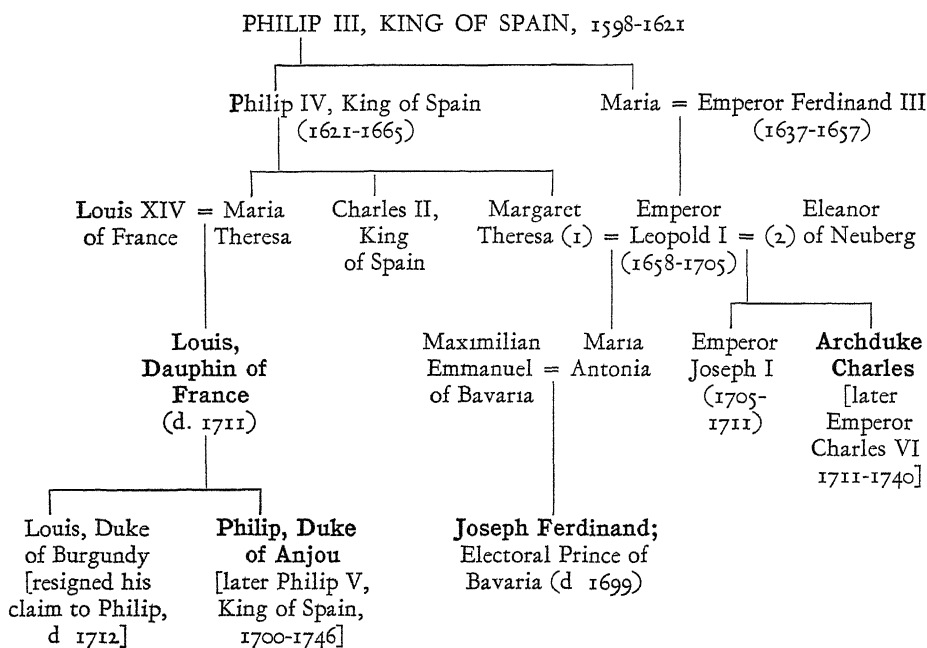 PHILIP III, KING OF SPAIN, 1598-1621
Philip IV, King of Spain
(1621-1665)
Maria = Emperor Ferdinand III
(1637-1657)
Louis XIV = Maria
of France Theresa
Charles II,
King
of Spain
Margaret Emperor Eleanor
Theresa (1) = Leopold I = (2) of Neuberg
(1658-1705)
Louis,
Dauphin of
France
(d. 1711)
Maximilian Maria
Emmanuel = Antonia
of Bavaria
Emperor
Joseph I
(1705-
1711)
Archduke
Charles
[later
Emperor
Charles VI
1711-1740]
Louis, Duke
of Burgundy
[resigned his
claim to Philip,
d 1712]
Philip, Duke
of Anjou
[later Philip V,
King of Spain,
1700-1746]
Joseph Ferdinand;
Electoral Prince of
Bavaria (d 1699)